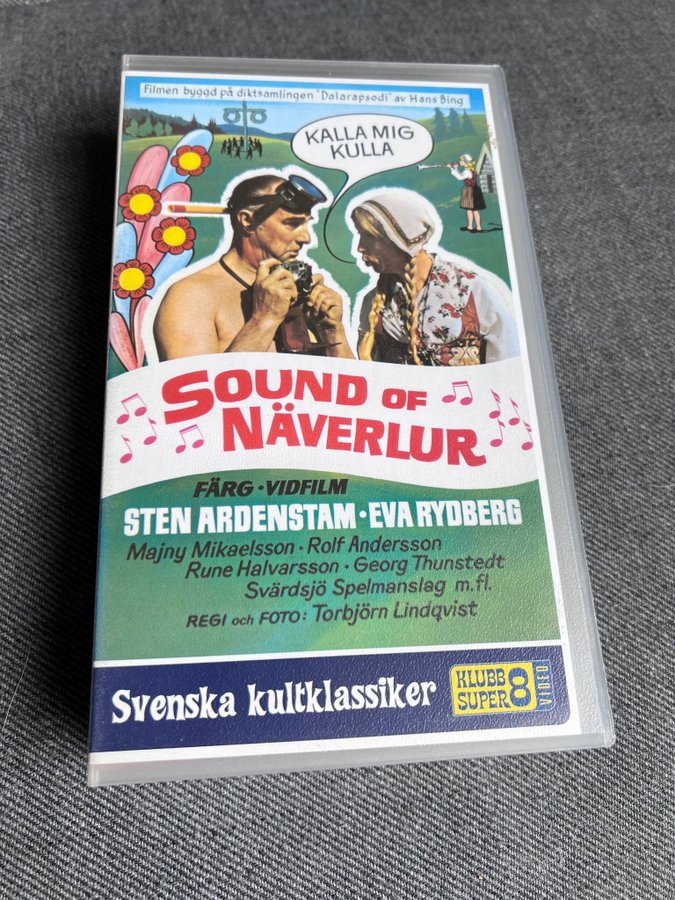 Filmen byggd på diktsamlingen "Dalarapsodi" av Hans Bing
KALLA MIG
KULLA
SOUND OF
NÄVERLUR
FÄRG · VIDFILM
STEN ARDENSTAM · EVA RYDBERG
Majny Mikaelsson · Rolf Andersson
Rune Halvarsson · Georg Thunstedt
Svärdsjö Spelmanslag m.fl.
REGI och FOTO: Torbjörn Lindqvist
Svenska kultklassiker
KLUBB
SUPER
8
VIDEO